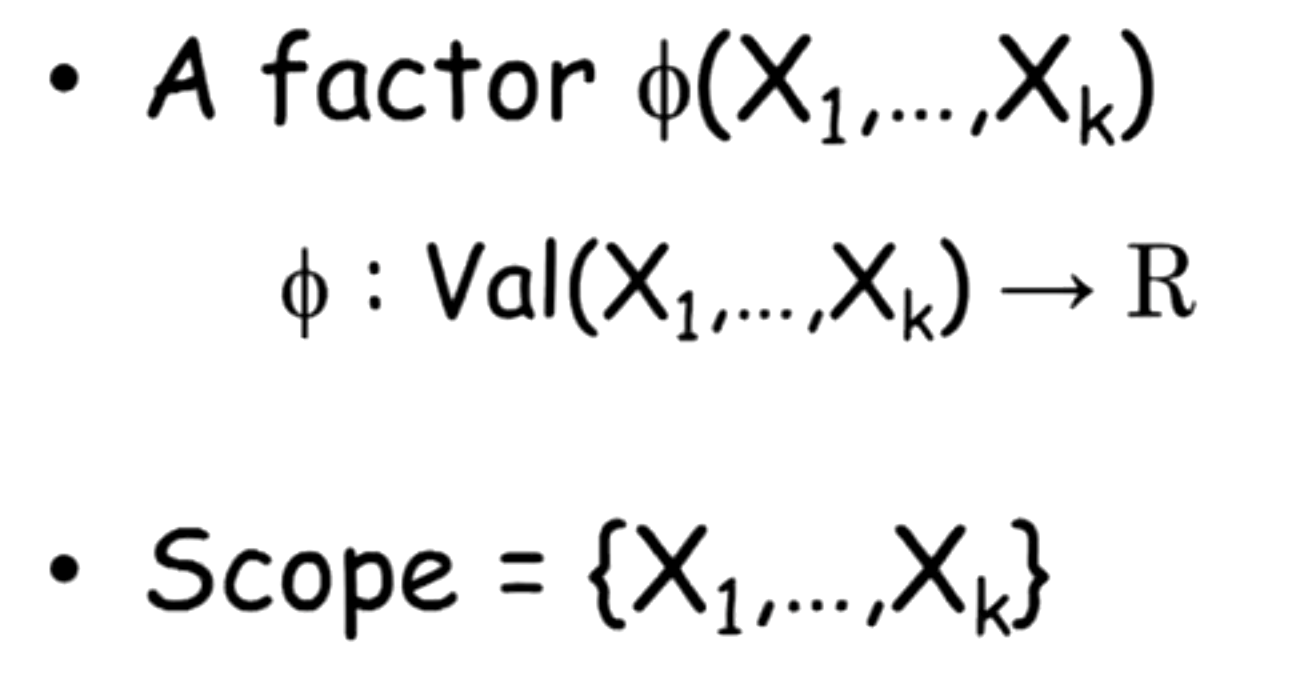 • A factor ϕ(X₁,...,Xₖ)
ϕ : Val(X₁,...,Xₖ) → R
• Scope = {X₁,...,Xₖ}